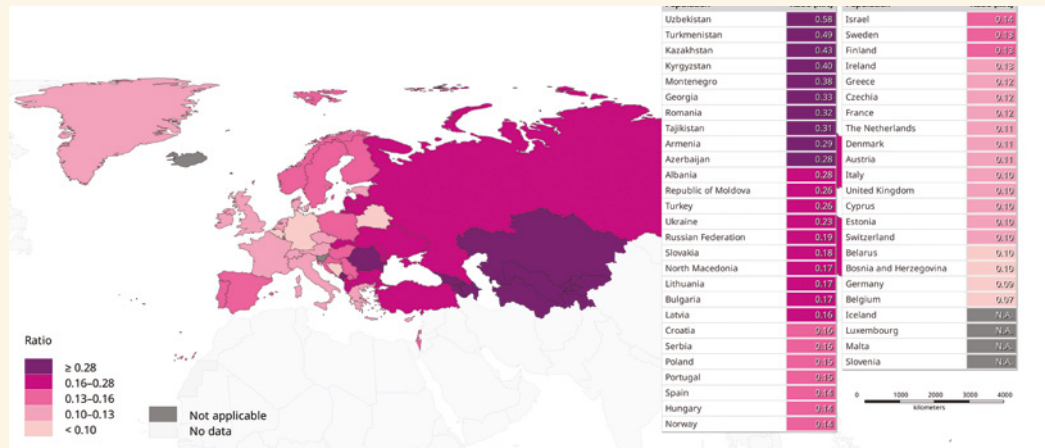 Uzbekistan 0.58
Turkmenistan 0.49
Kazakhstan 0.43
Kyrgyzstan 0.40
Montenegro 0.38
Georgia 0.33
Romania 0.32
Tajikistan 0.31
Armenia 0.29
Azerbaijan 0.28
Albania 0.28
Republic of Moldova 0.26
Turkey 0.26
Ukraine 0.23
Russian Federation 0.19
Slovakia 0.18
North Macedonia 0.17
Lithuania 0.17
Bulgaria 0.17
Latvia 0.16
Croatia 0.16
Serbia 0.16
Poland 0.15
Portugal 0.15
Spain 0.14
Hungary 0.14
Norway 0.14
Israel 0.14
Sweden 0.13
Finland 0.13
Ireland 0.13
Greece 0.12
Czechia 0.12
France 0.12
The Netherlands 0.11
Denmark 0.11
Austria 0.11
Italy 0.10
United Kingdom 0.10
Cyprus 0.10
Estonia 0.10
Switzerland 0.10
Belarus 0.10
Bosnia and Herzegovina 0.10
Germany 0.09
Belgium 0.07
Iceland N.A.
Luxembourg N.A.
Malta N.A.
Slovenia N.A.
Ratio
≥ 0.28
0.16–0.28
0.13–0.16
0.10–0.13
< 0.10
Not applicable
No data
0 1000 2000 3000 4000
kilometers